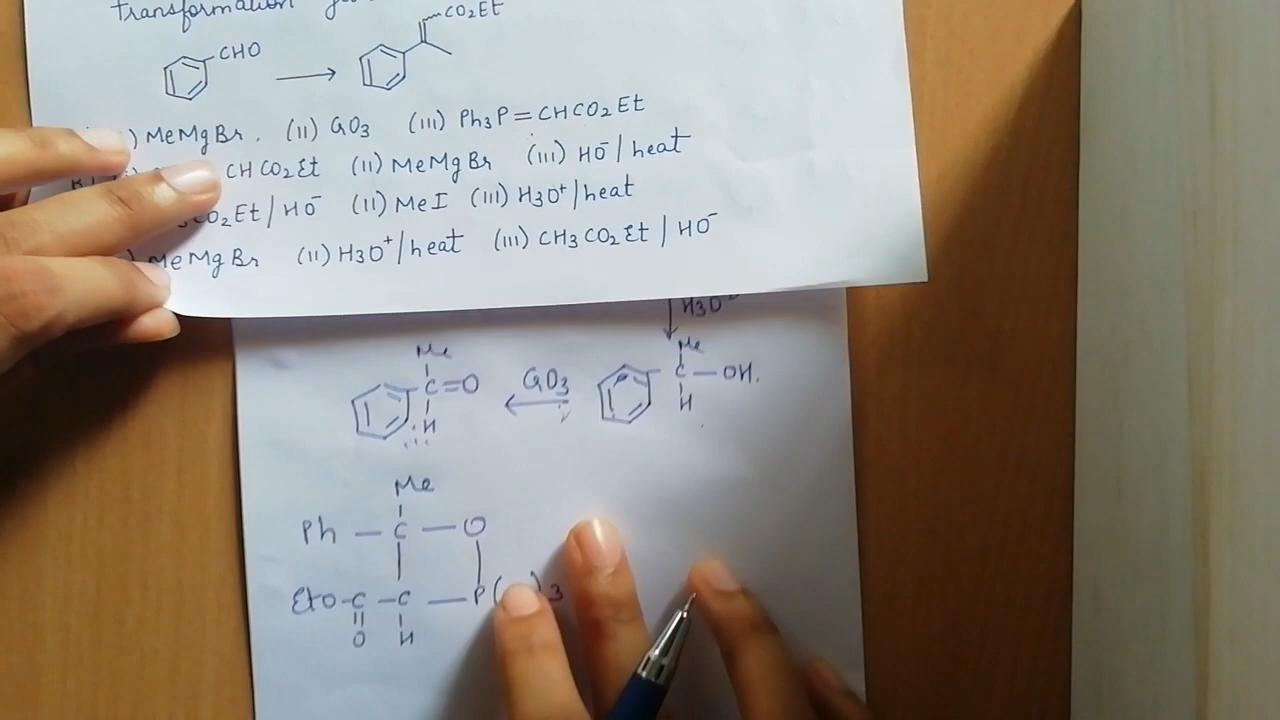 transformation
CO2Et
CHO
) MeMgBr. (II) CrO3 (III) Ph3P=CHCO2Et
CHCO2Et (II) MeMgBr (III) HO⁻/heat
CO2Et/HO⁻ (II) MeI (III) H3O⁺/heat
) MeMgBr (II) H3O⁺/heat (III) CH3CO2Et/HO⁻
H3O⁺
Me Me
C=O CrO3 C—OH.
H H
Me
Ph—C—O
EtO-C-C—P( )3
O H